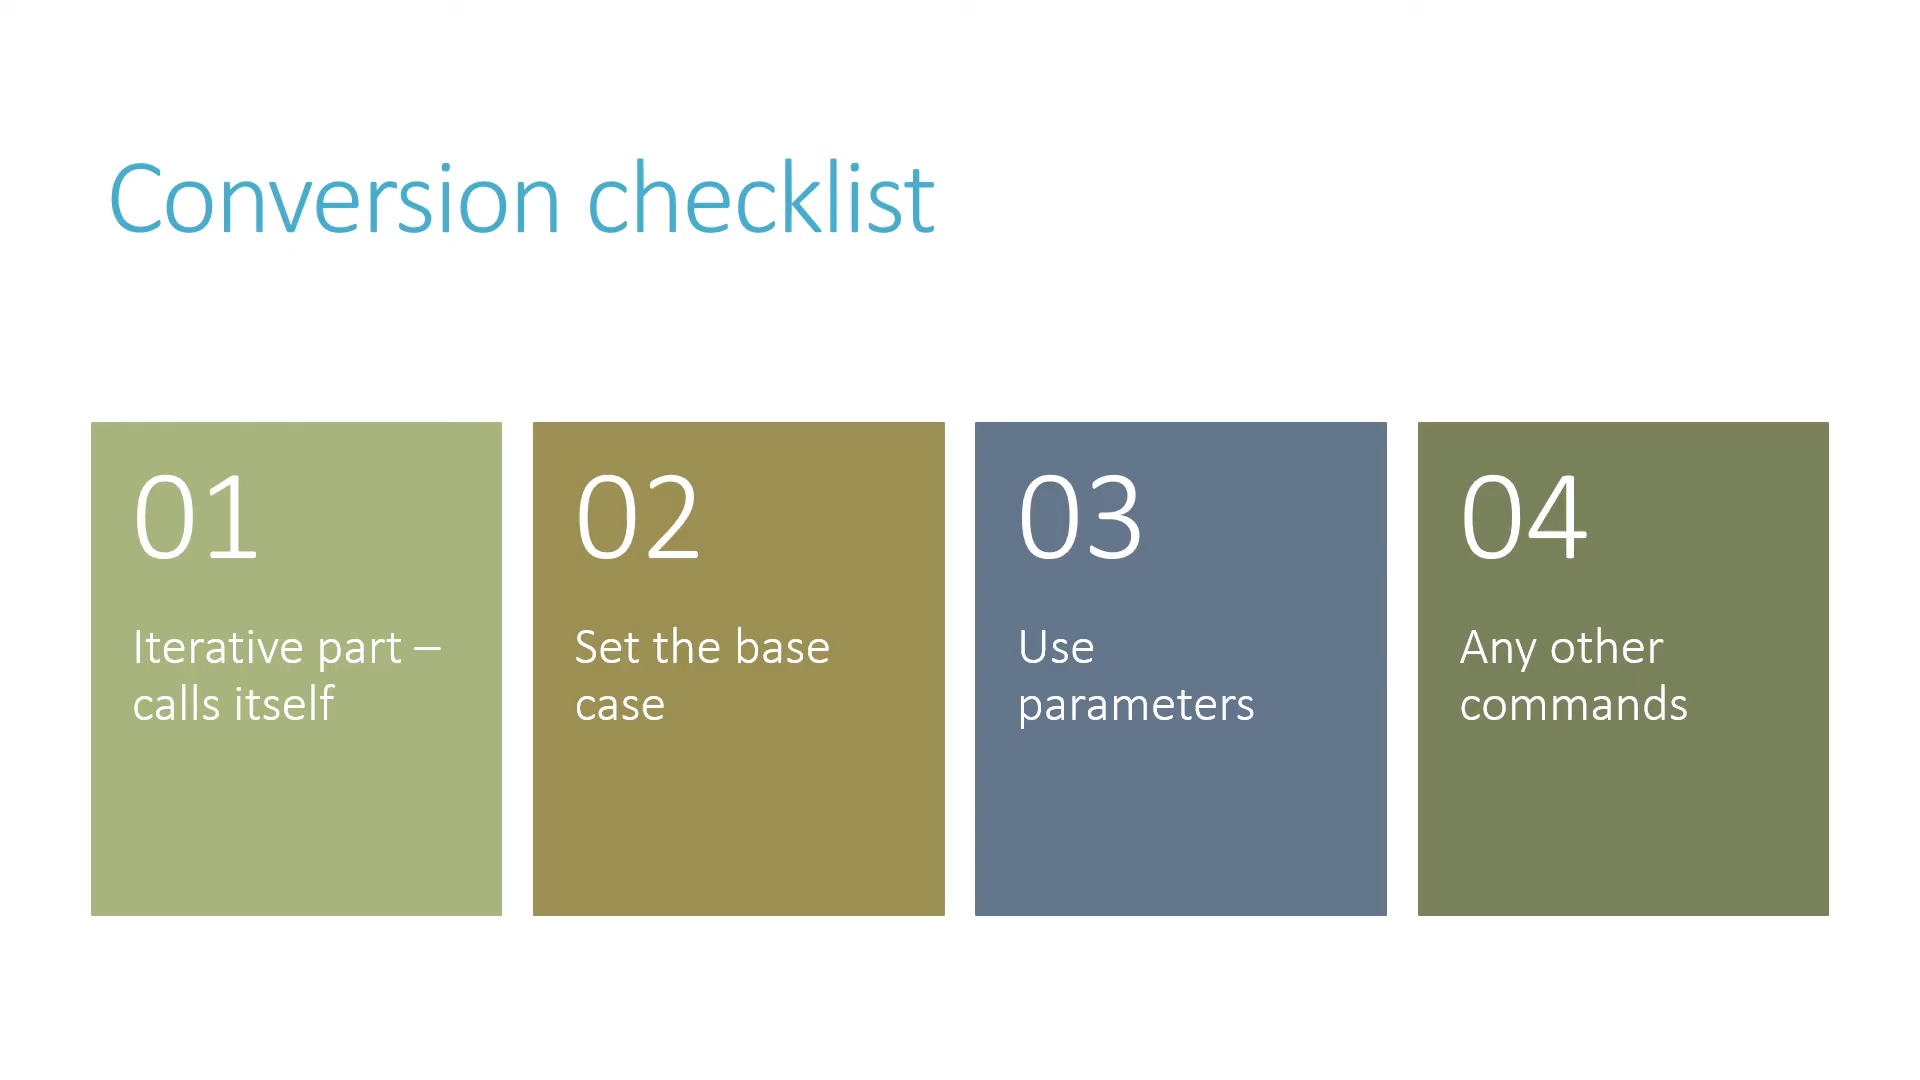 Conversion checklist
01
Iterative part –
calls itself
02
Set the base
case
03
Use
parameters
04
Any other
commands